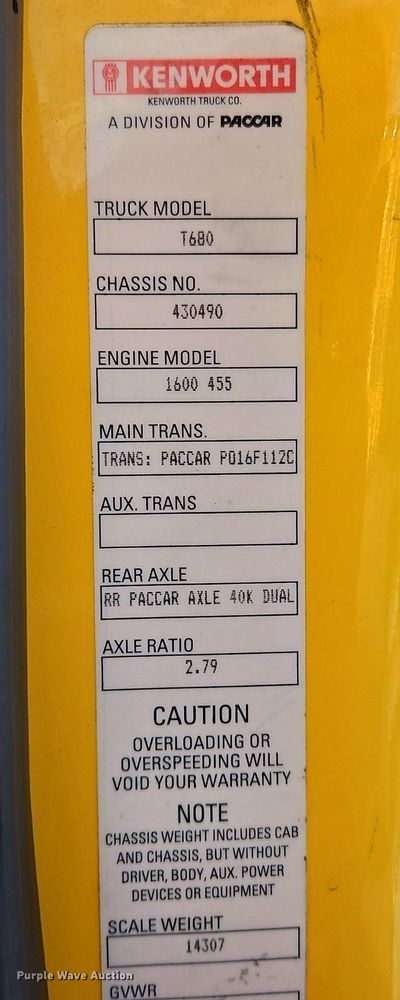 KENWORTH
KENWORTH TRUCK CO.
A DIVISION OF PACCAR
TRUCK MODEL
T680
CHASSIS NO.
430490
ENGINE MODEL
1600 455
MAIN TRANS.
TRANS: PACCAR PO16F112C
AUX. TRANS
REAR AXLE
RR PACCAR AXLE 40K DUAL
AXLE RATIO
2.79
CAUTION
OVERLOADING OR
OVERSPEEDING WILL
VOID YOUR WARRANTY
NOTE
CHASSIS WEIGHT INCLUDES CAB
AND CHASSIS, BUT WITHOUT
DRIVER, BODY, AUX. POWER
DEVICES OR EQUIPMENT
SCALE WEIGHT
14307
GVWR
Purple Wave Auction